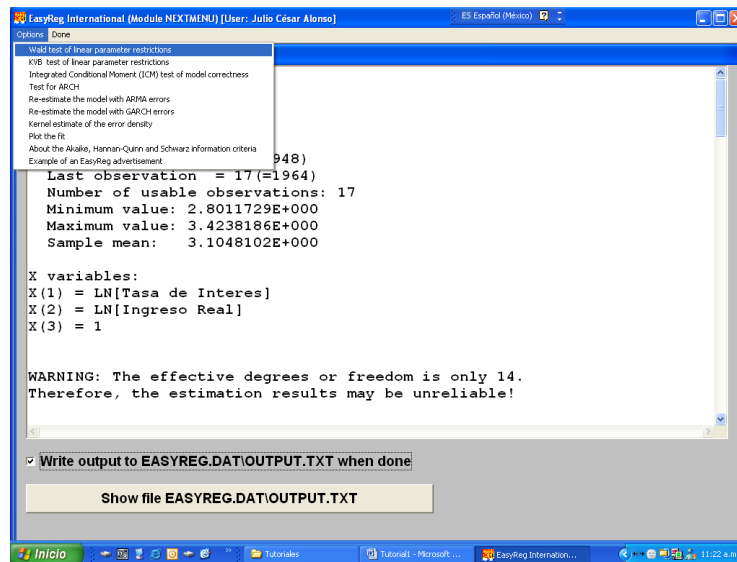 EasyReg International (Module NEXTMENU) [User: Julio César Alonso]
ES Español (México)
Options Done
Wald test of linear parameter restrictions
KVB test of linear parameter restrictions
Integrated Conditional Moment (ICM) test of model correctness
Test for ARCH
Re-estimate the model with ARMA errors
Re-estimate the model with GARCH errors
Kernel estimate of the error density
Plot the fit
About the Akaike, Hannan-Quinn and Schwarz information criteria
Example of an EasyReg advertisement
948)
Last observation = 17(=1964)
Number of usable observations: 17
Minimum value: 2.8011729E+000
Maximum value: 3.4238186E+000
Sample mean: 3.1048102E+000
X variables:
X(1) = LN[Tasa de Interes]
X(2) = LN[Ingreso Real]
X(3) = 1
WARNING: The effective degrees or freedom is only 14.
Therefore, the estimation results may be unreliable!
Write output to EASYREG.DAT\OUTPUT.TXT when done
Show file EASYREG.DAT\OUTPUT.TXT
Inicio
Tutoriales
Tutorial1 - Microsoft ...
EasyReg Internation...
11:22 a.m.